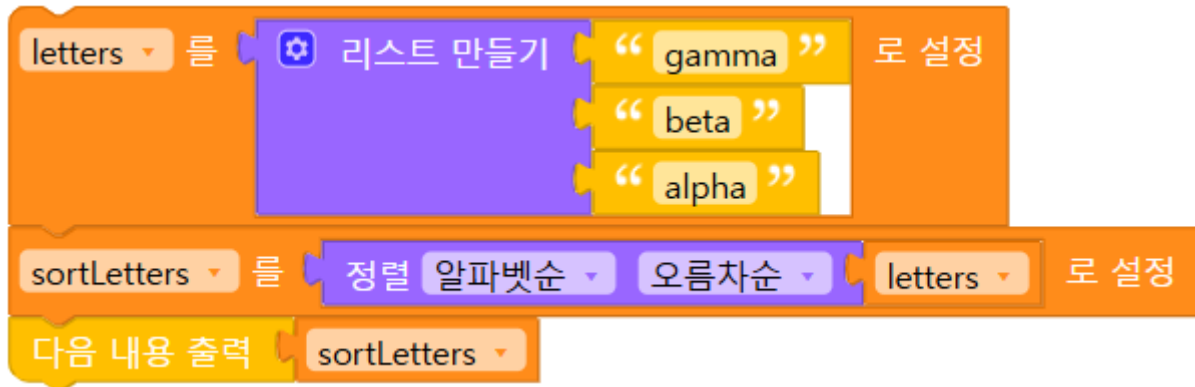 letters 를 리스트 만들기 “ gamma ” 로 설정
“ beta ”
“ alpha ”
sortLetters 를 정렬 알파벳순 오름차순 letters 로 설정
다음 내용 출력 sortLetters